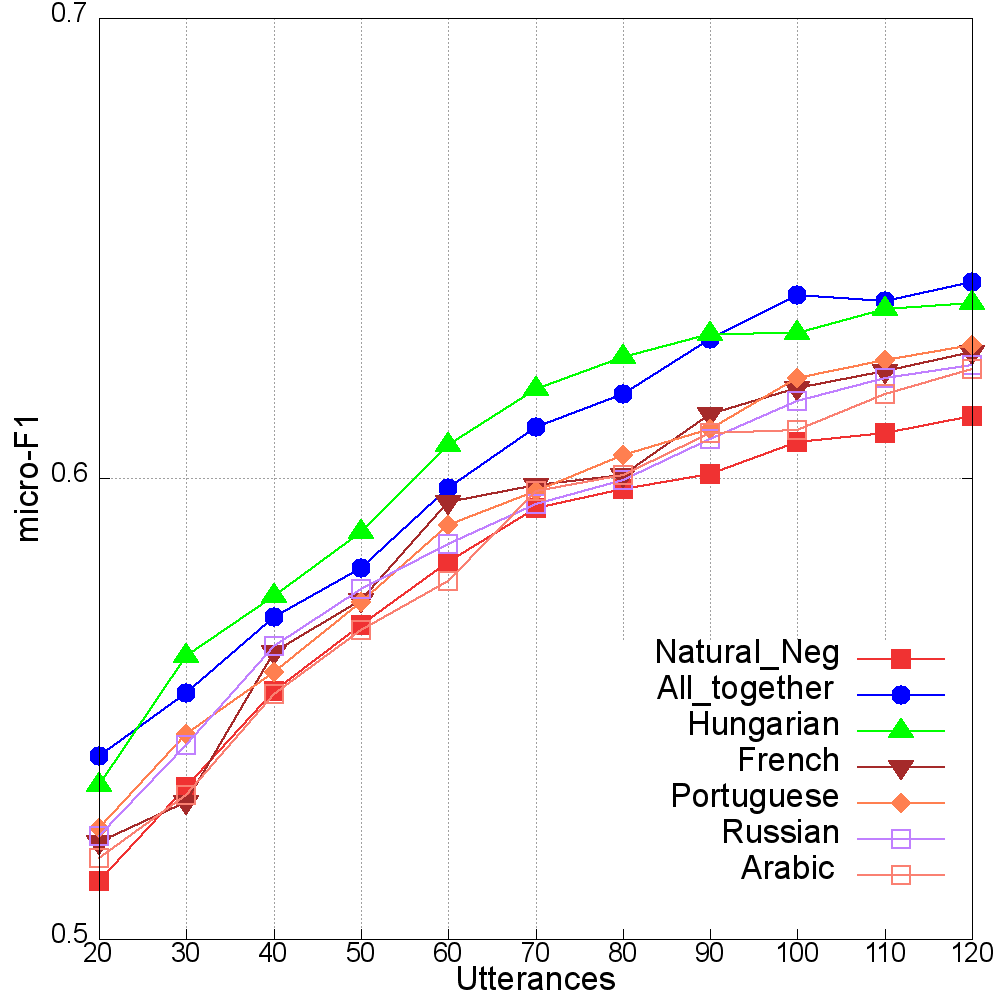 0.7
0.6
0.5
micro-F1
Natural_Neg
All_together
Hungarian
French
Portuguese
Russian
Arabic
20 30 40 50 60 70 80 90 100 110 120
Utterances